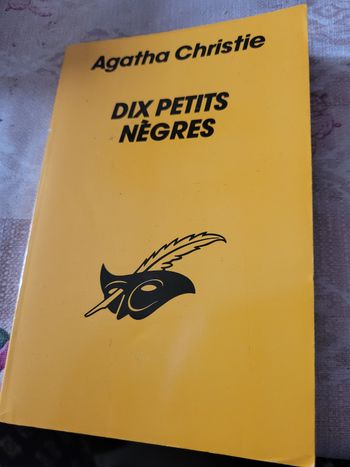 Agatha Christie
DIX PETITS
NÈGRES